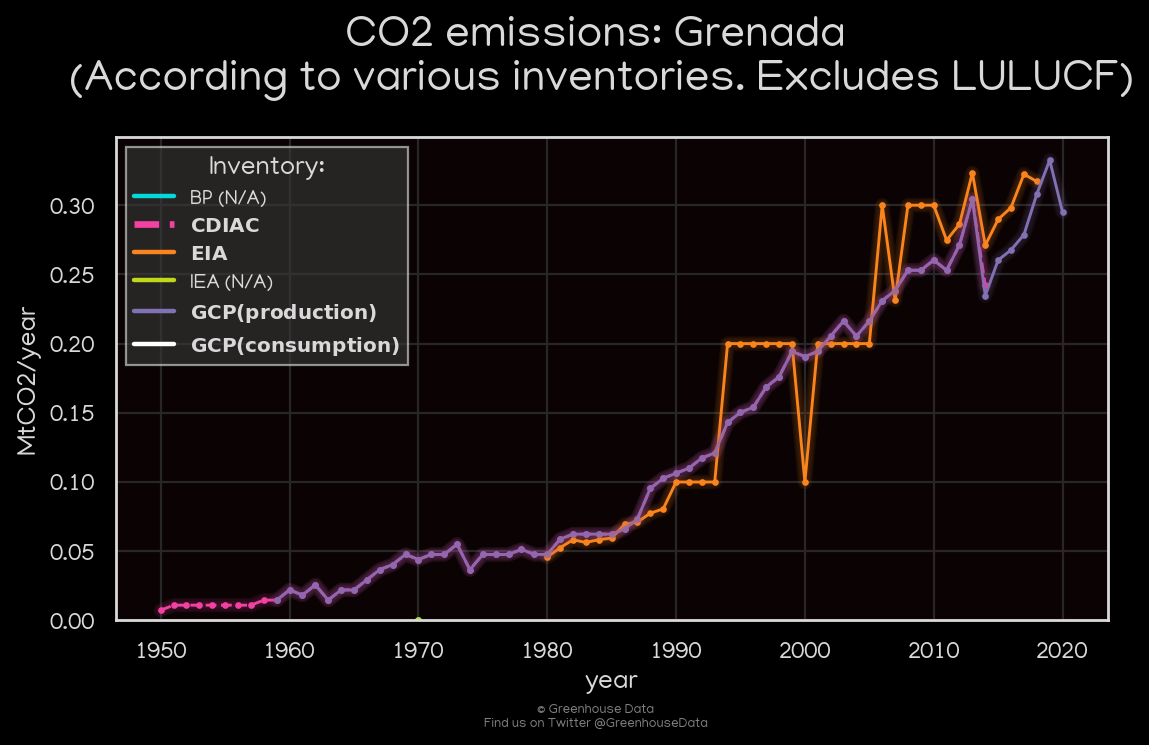 CO2 emissions: Grenada
(According to various inventories. Excludes LULUCF)
Inventory:
BP (N/A)
CDIAC
EIA
IEA (N/A)
GCP(production)
GCP(consumption)
MtCO2/year
0.30
0.25
0.20
0.15
0.10
0.05
0.00
1950 1960 1970 1980 1990 2000 2010 2020
year
© Greenhouse Data
Find us on Twitter @GreenhouseData